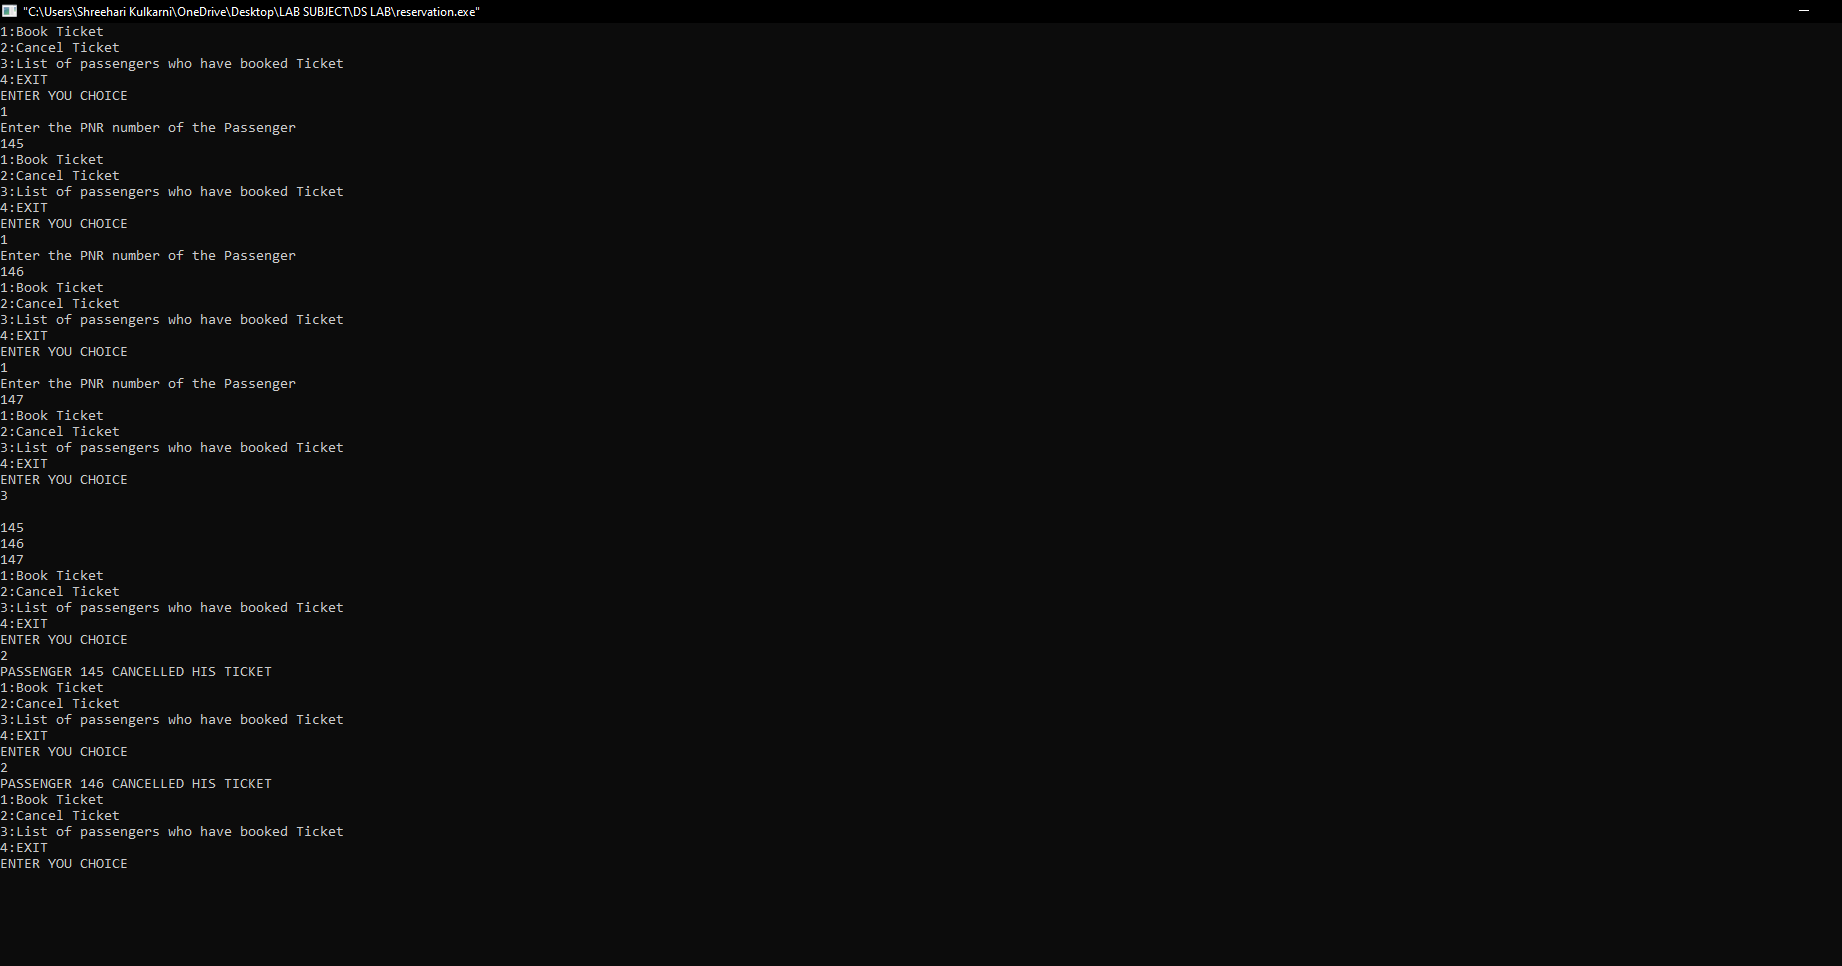 "C:\Users\Shreehari Kulkarni\OneDrive\Desktop\LAB SUBJECT\DS LAB\reservation.exe"
1:Book Ticket
2:Cancel Ticket
3:List of passengers who have booked Ticket
4:EXIT
ENTER YOU CHOICE
1
Enter the PNR number of the Passenger
145
1:Book Ticket
2:Cancel Ticket
3:List of passengers who have booked Ticket
4:EXIT
ENTER YOU CHOICE
1
Enter the PNR number of the Passenger
146
1:Book Ticket
2:Cancel Ticket
3:List of passengers who have booked Ticket
4:EXIT
ENTER YOU CHOICE
1
Enter the PNR number of the Passenger
147
1:Book Ticket
2:Cancel Ticket
3:List of passengers who have booked Ticket
4:EXIT
ENTER YOU CHOICE
3
145
146
147
1:Book Ticket
2:Cancel Ticket
3:List of passengers who have booked Ticket
4:EXIT
ENTER YOU CHOICE
2
PASSENGER 145 CANCELLED HIS TICKET
1:Book Ticket
2:Cancel Ticket
3:List of passengers who have booked Ticket
4:EXIT
ENTER YOU CHOICE
2
PASSENGER 146 CANCELLED HIS TICKET
1:Book Ticket
2:Cancel Ticket
3:List of passengers who have booked Ticket
4:EXIT
ENTER YOU CHOICE